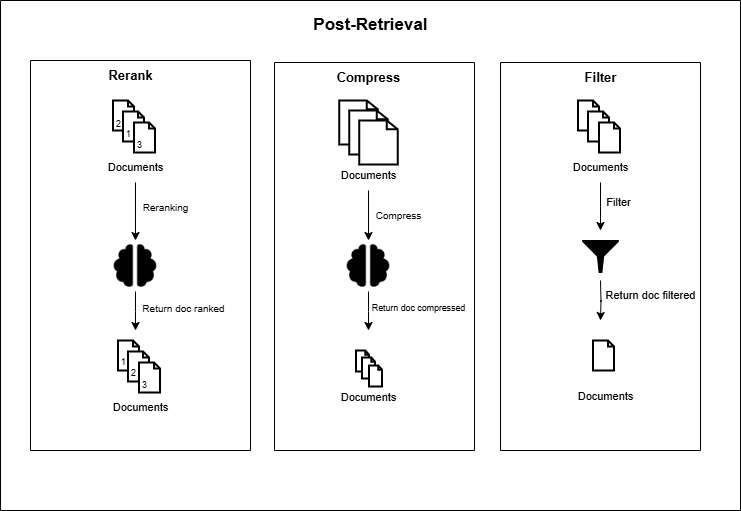 Post-Retrieval
Rerank
2
1
3
Documents
Reranking
Return doc ranked
1
2
3
Documents
Compress
Documents
Compress
Return doc compressed
Documents
Filter
Documents
Filter
Return doc filtered
Documents